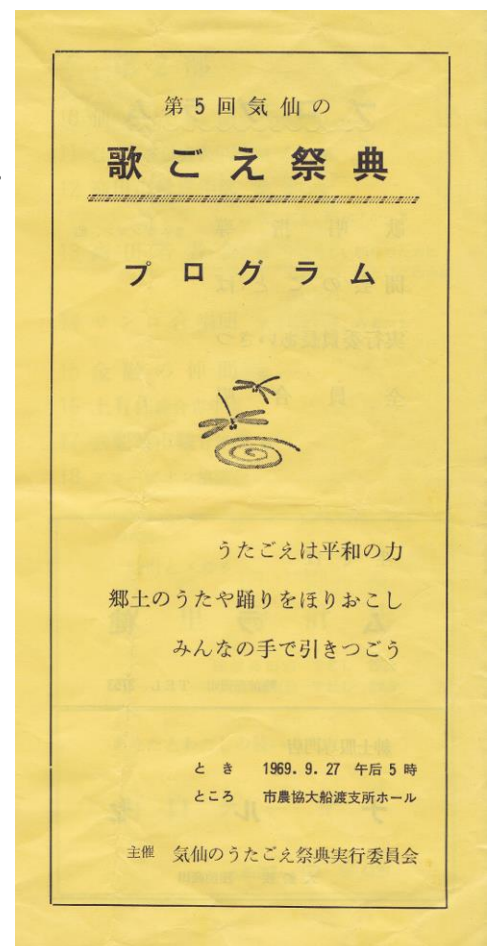 第5回気仙の
歌ごえ祭典
プログラム
うたごえは平和の力
郷土のうたや踊りをほりおこし
みんなの手で引きつごう
とき 1969. 9. 27 午后5時
ところ 市農協大船渡支所ホール
主催 気仙のうたごえ祭典実行委員会